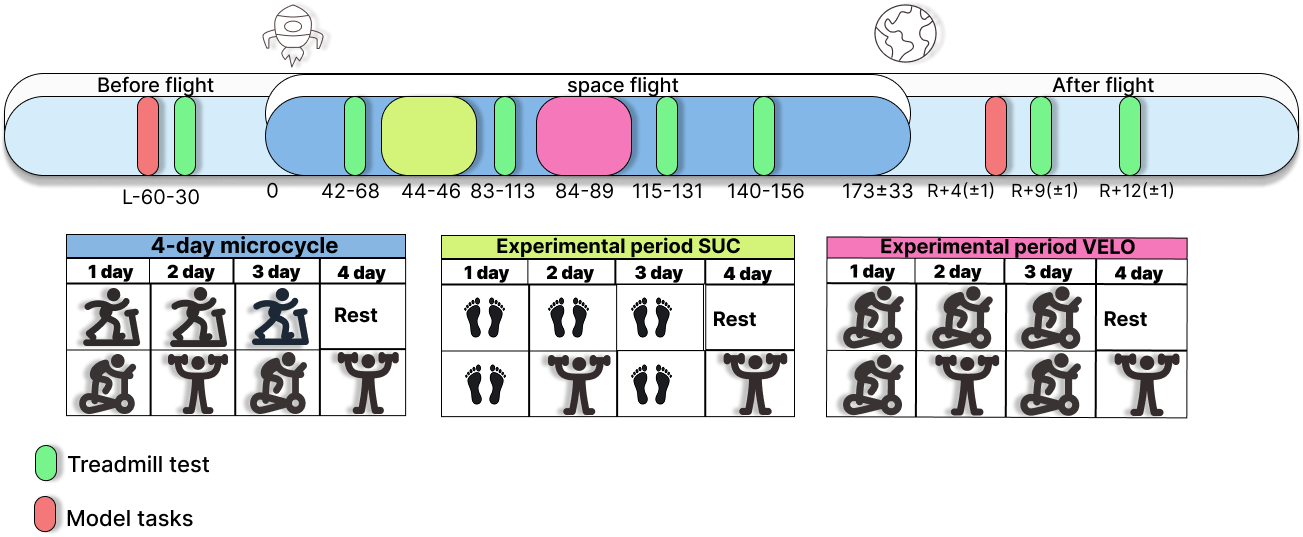 Before flight space flight After flight
L-60-30 0 42-68 44-46 83-113 84-89 115-131 140-156 173±33 R+4(±1) R+9(±1) R+12(±1)
4-day microcycle
1 day 2 day 3 day 4 day
Rest
Experimental period SUC
1 day 2 day 3 day 4 day
Rest
Experimental period VELO
1 day 2 day 3 day 4 day
Rest
Treadmill test
Model tasks